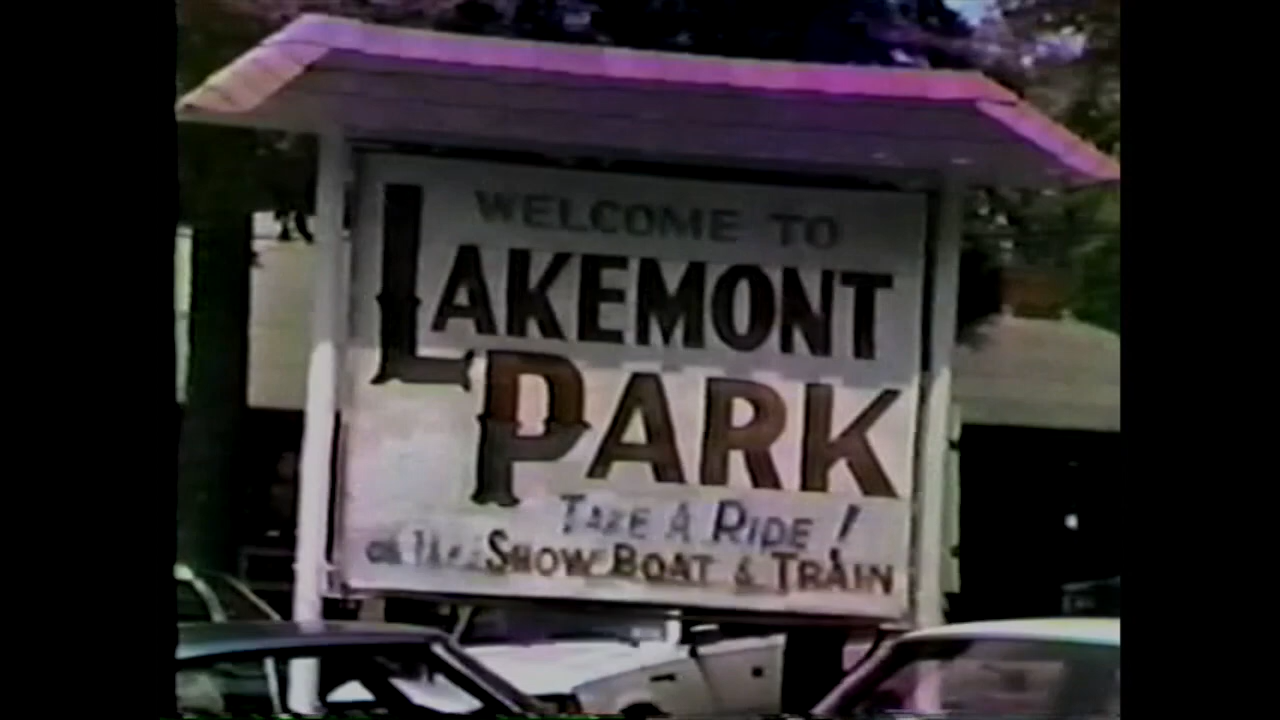 WELCOME TO
LAKEMONT
PARK
TAKE A RIDE!
SHOW BOAT & TRAIN